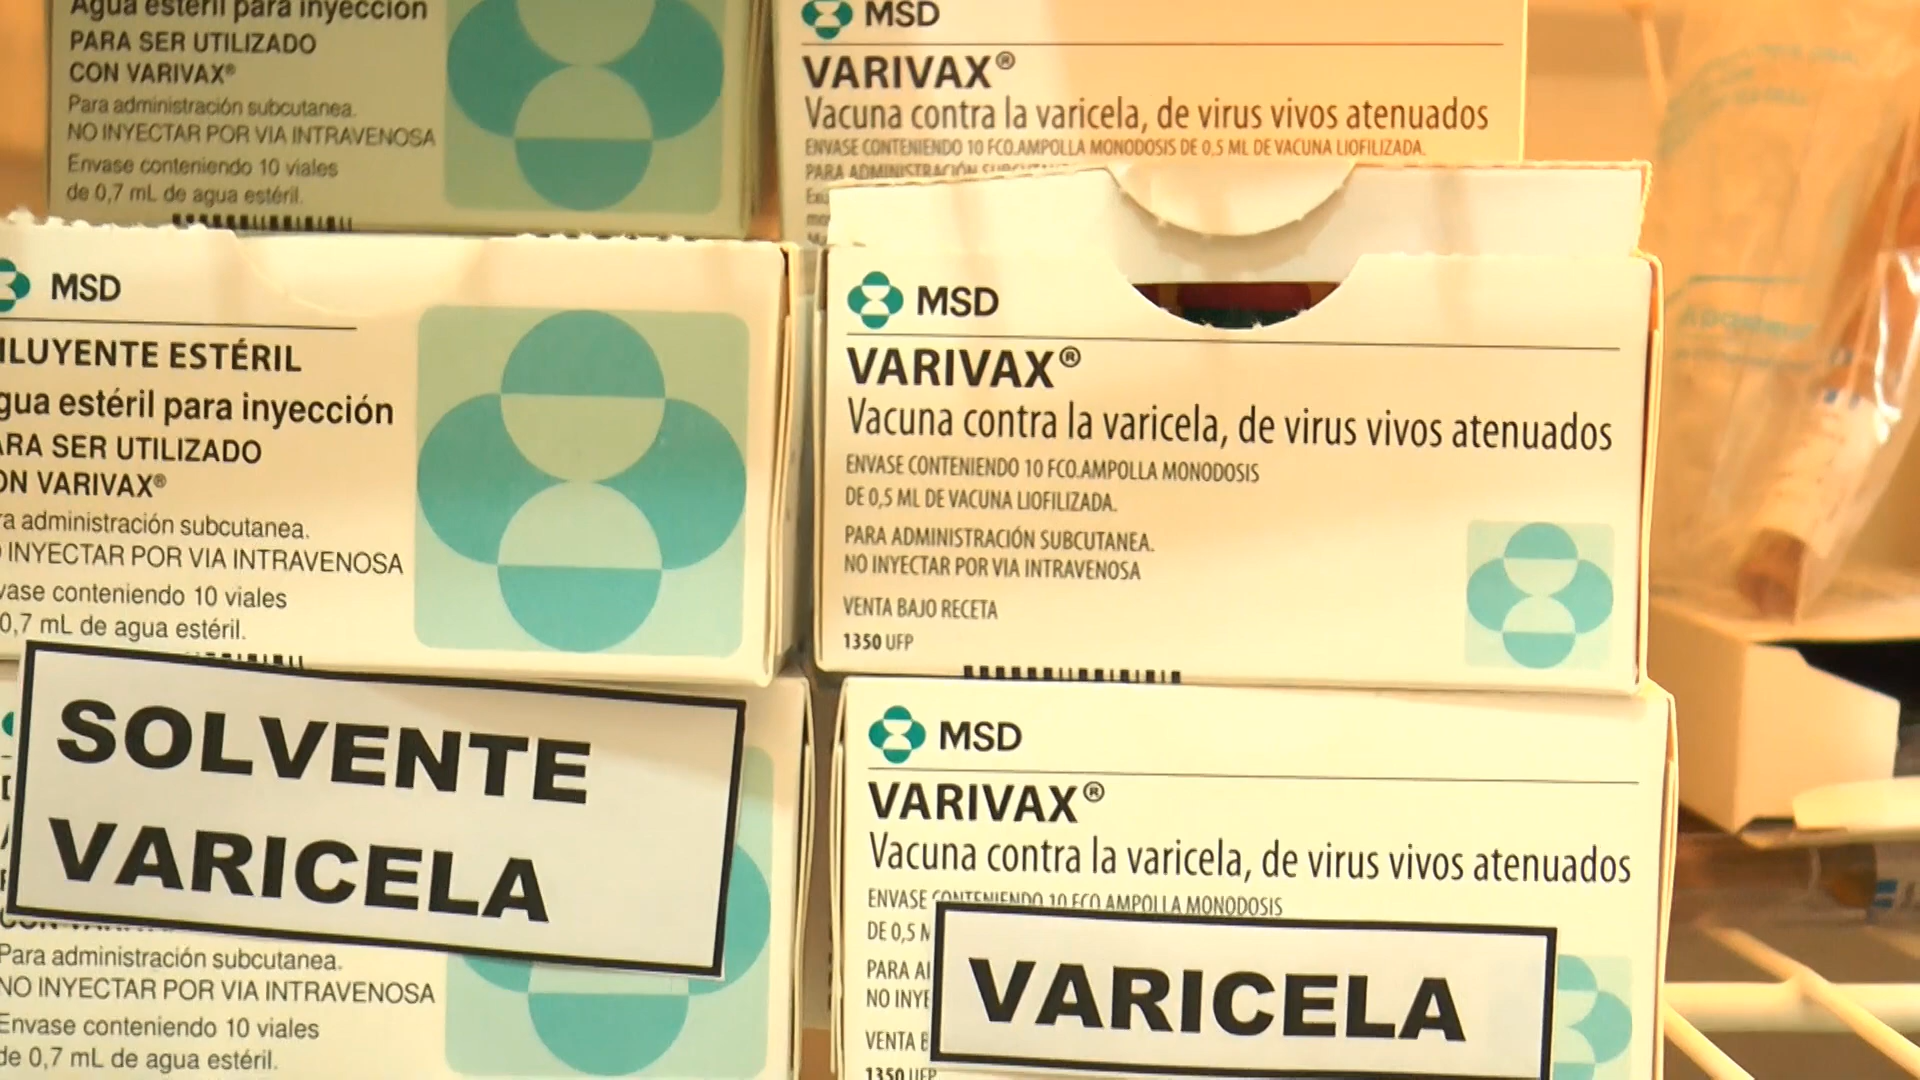 Agua estéril para inyección
PARA SER UTILIZADO
CON VARIVAX®
Para administración subcutanea.
NO INYECTAR POR VIA INTRAVENOSA
Envase conteniendo 10 viales
de 0,7 mL de agua estéril.
MSD
VARIVAX®
Vacuna contra la varicela, de virus vivos atenuados
ENVASE CONTENIENDO 10 FCO.AMPOLLA MONODOSIS DE 0,5 ML DE VACUNA LIOFILIZADA.
PARA ADMINISTRACIÓN
MSD
ILUYENTE ESTÉRIL
gua estéril para inyección
ARA SER UTILIZADO
ON VARIVAX®
ra administración subcutanea.
INYECTAR POR VIA INTRAVENOSA
vase conteniendo 10 viales
0,7 mL de agua estéril.
MSD
VARIVAX®
Vacuna contra la varicela, de virus vivos atenuados
ENVASE CONTENIENDO 10 FCO.AMPOLLA MONODOSIS
DE 0,5 ML DE VACUNA LIOFILIZADA.
PARA ADMINISTRACIÓN SUBCUTANEA.
NO INYECTAR POR VIA INTRAVENOSA
VENTA BAJO RECETA
1350 UFP
SOLVENTE
VARICELA
Para administración subcutanea.
NO INYECTAR POR VIA INTRAVENOSA
Envase conteniendo 10 viales
de 0,7 mL de agua estéril.
MSD
VARIVAX®
Vacuna contra la varicela, de virus vivos atenuados
ENVASE CONTENIENDO 10 FCO AMPOLLA MONODOSIS
DE 0,5 M
PARA A
NO INYE
VENTA B
1350 UFP
VARICELA